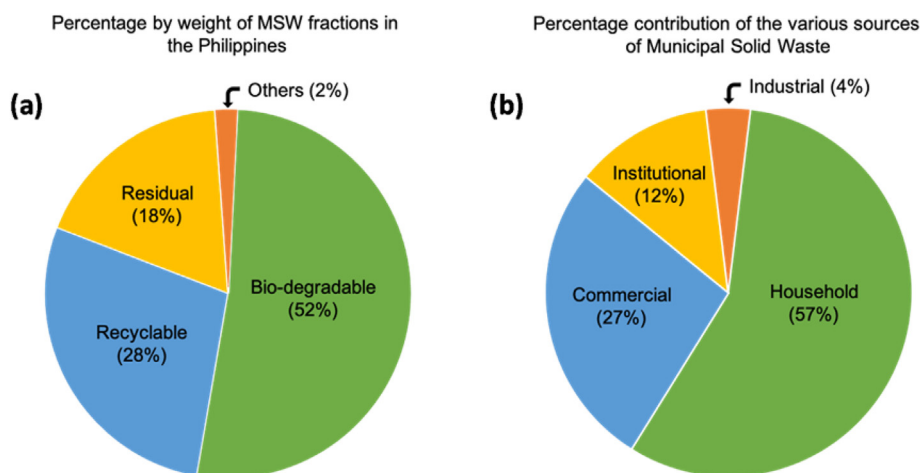 Percentage by weight of MSW fractions in
the Philippines
(a)
Others (2%)
Residual
(18%)
Bio-degradable
(52%)
Recyclable
(28%)
Percentage contribution of the various sources
of Municipal Solid Waste
(b)
Industrial (4%)
Institutional
(12%)
Commercial
(27%)
Household
(57%)